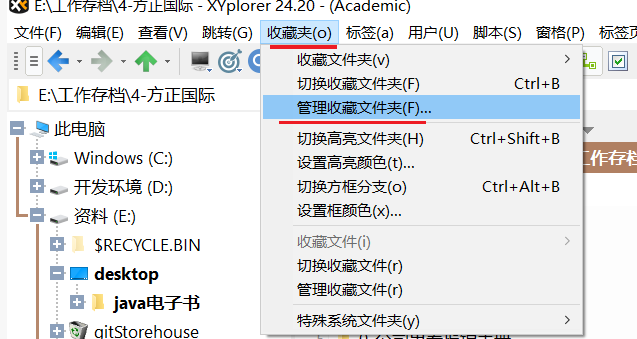 E:\工作存档\4-方正国际 - XYplorer 24.20 - (Academic)
文件(F) 编辑(E) 查看(V) 跳转(G) 收藏夹(o) 标签(a) 用户(U) 脚本(S) 窗格(P) 标签页
E:\工作存档\4-方正国际
收藏文件夹(v)
切换收藏文件夹(F) Ctrl+B
管理收藏文件夹(F)...
切换高亮文件夹(H) Ctrl+Shift+B
设置高亮颜色(t)...
切换方框分支(o) Ctrl+Alt+B
设置框颜色(x)...
收藏文件(i)
切换收藏文件(r)
管理收藏文件(r)
特殊系统文件夹(y)
此电脑
Windows (C:)
开发环境 (D:)
资料 (E:)
$RECYCLE.BIN
desktop
java电子书
gitStorehouse
工作存档